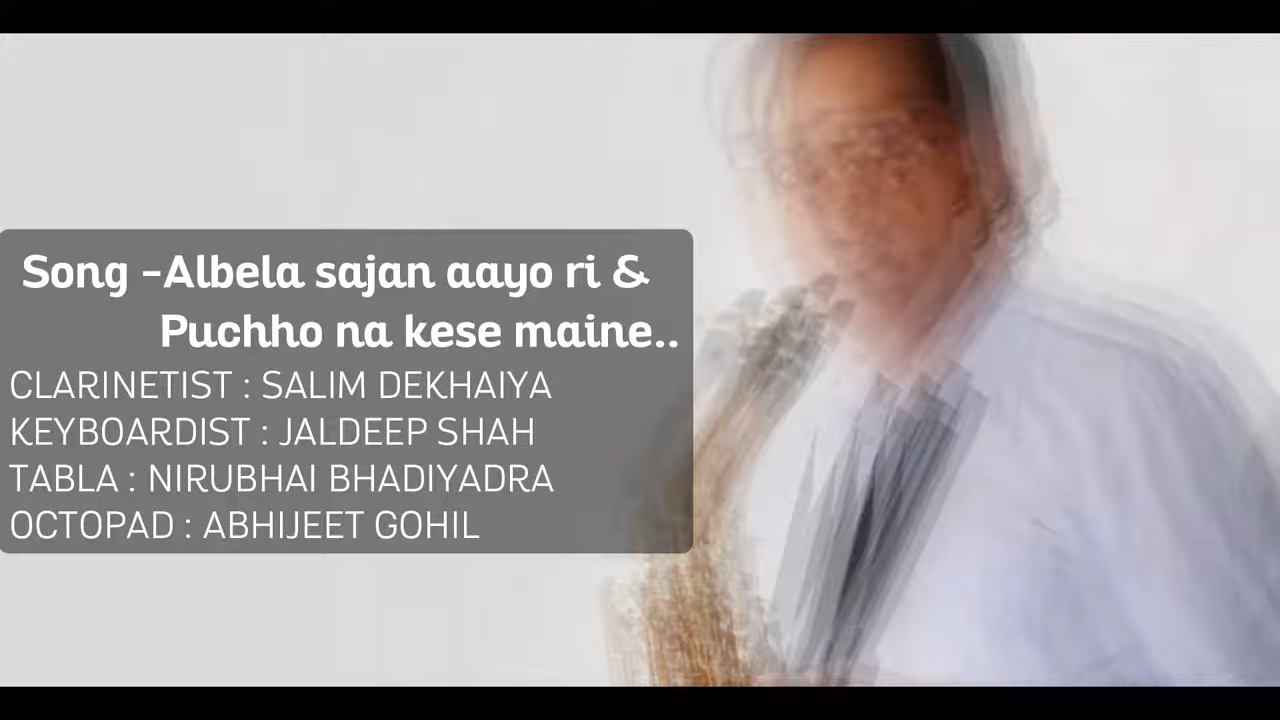 Song -Albela sajan aayo ri &
Puchho na kese maine..
CLARINETIST : SALIM DEKHAIYA
KEYBOARDIST : JALDEEP SHAH
TABLA : NIRUBHAI BHADIYADRA
OCTOPAD : ABHIJEET GOHIL